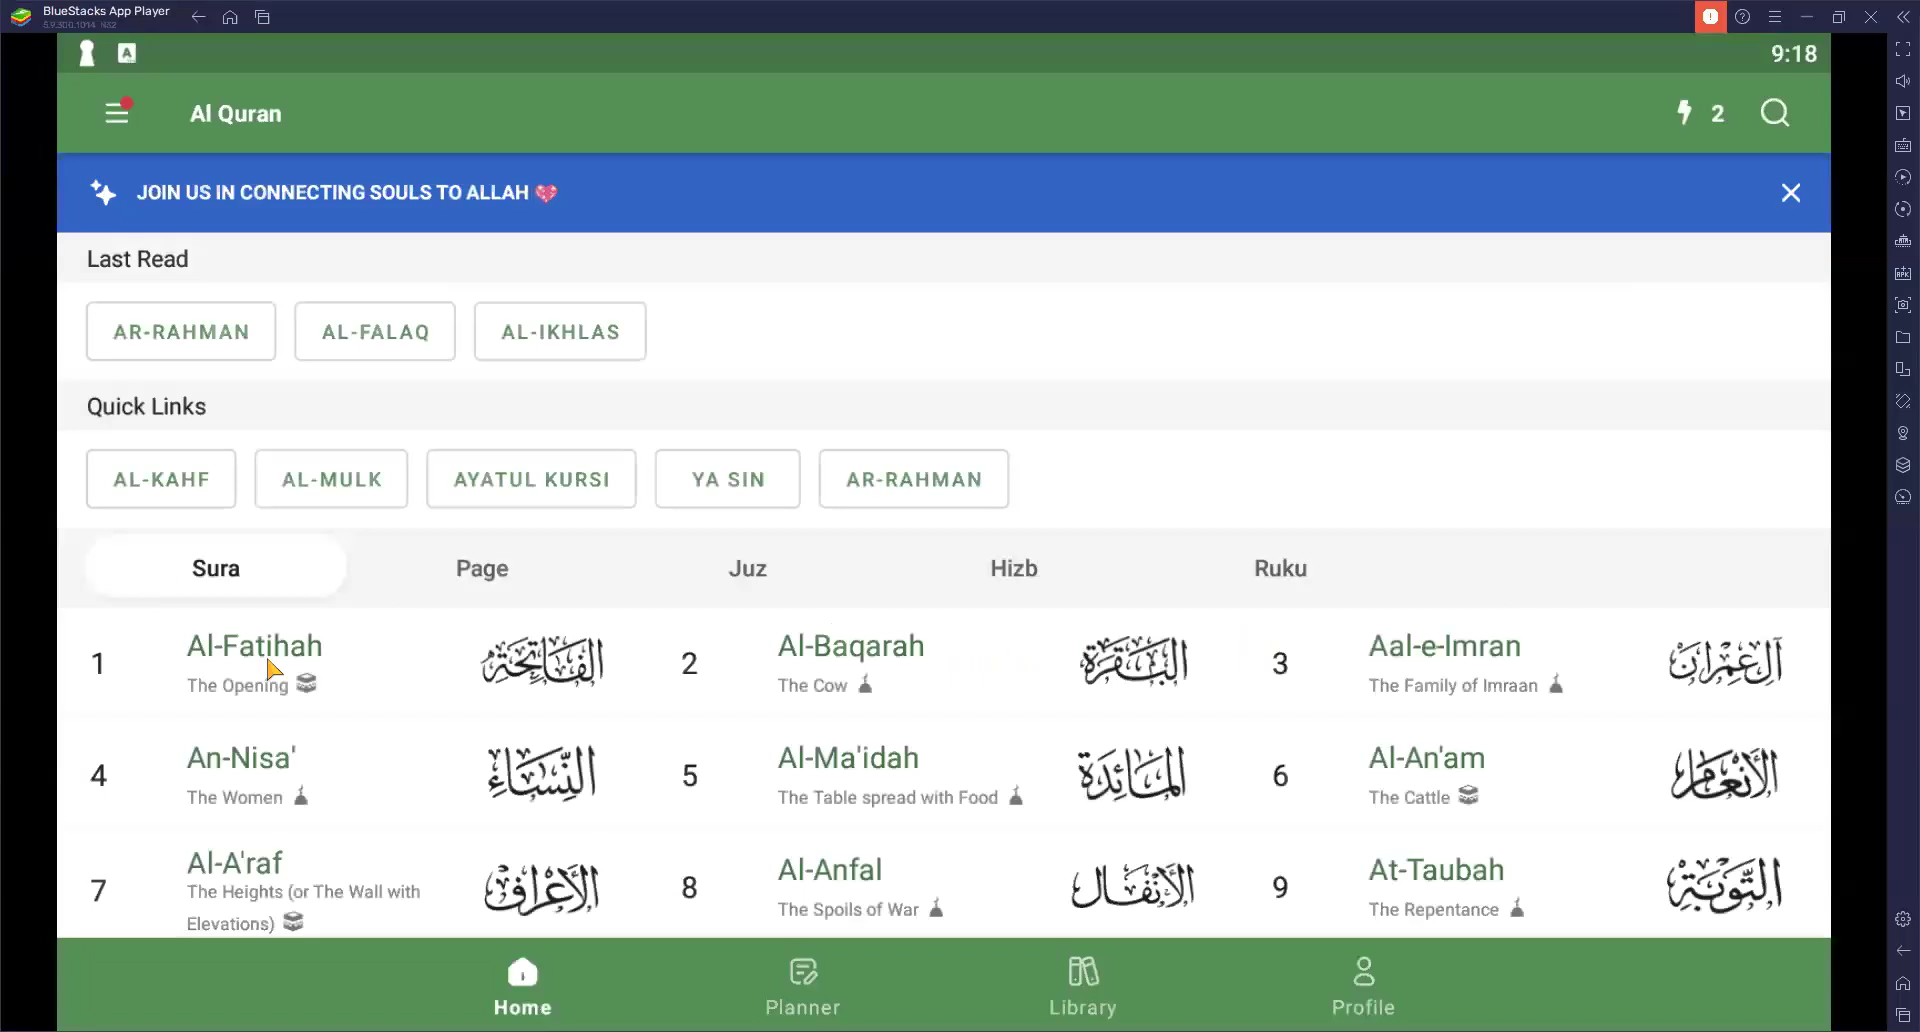 BlueStacks App Player
5.9.300.1014 N32
9:18
Al Quran
2
JOIN US IN CONNECTING SOULS TO ALLAH 💖
Last Read
AR-RAHMAN AL-FALAQ AL-IKHLAS
Quick Links
AL-KAHF AL-MULK AYATUL KURSI YA SIN AR-RAHMAN
Sura Page Juz Hizb Ruku
1 Al-Fatihah الفاتحة
The Opening
2 Al-Baqarah البقرة
The Cow
3 Aal-e-Imran آل عمران
The Family of Imraan
4 An-Nisa' النساء
The Women
5 Al-Ma'idah المائدة
The Table spread with Food
6 Al-An'am الأنعام
The Cattle
7 Al-A'raf الأعراف
The Heights (or The Wall with
Elevations)
8 Al-Anfal الأنفال
The Spoils of War
9 At-Taubah التوبة
The Repentance
Home Planner Library Profile